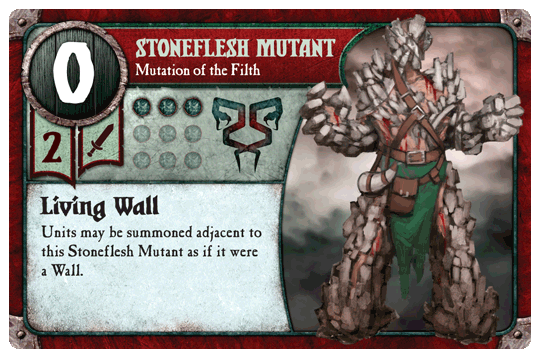 0
STONEFLESH MUTANT
Mutation of the Filth
2
Living Wall
Units may be summoned adjacent to
this Stoneflesh Mutant as if it were
a Wall.